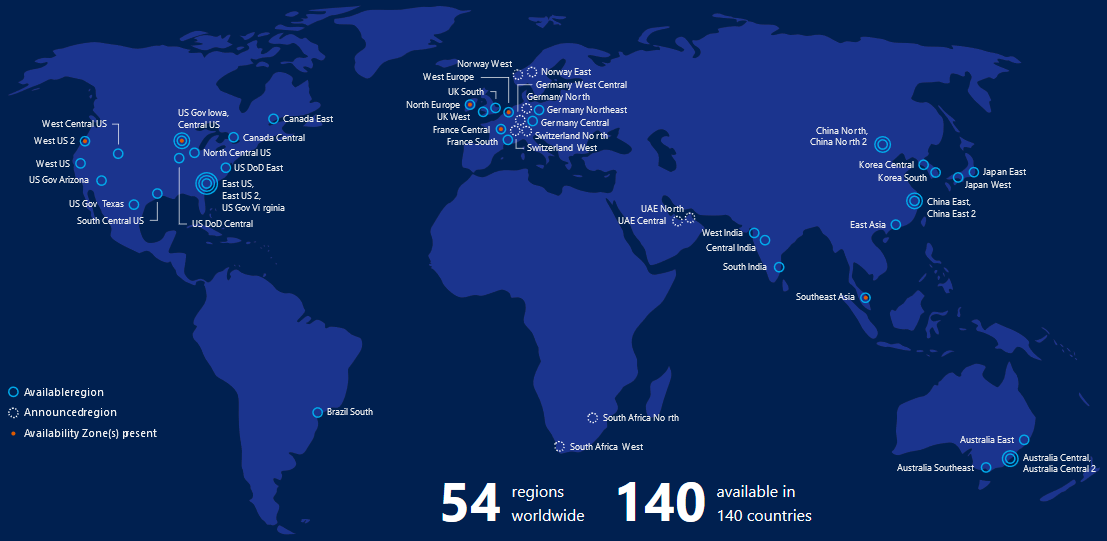 Norway West
Norway East
West Europe
Germany West Central
UK South
Germany North
North Europe
Germany Northeast
UK West
Germany Central
France Central
Switzerland North
France South
Switzerland West
US Gov Iowa,
Central US
West Central US
Canada East
West US 2
Canada Central
North Central US
West US
US DoD East
US Gov Arizona
East US,
East US 2,
US Gov Vi rginia
US Gov Texas
South Central US
US DoD Central
China North,
China North 2
Korea Central
Korea South
Japan East
Japan West
China East,
China East 2
East Asia
UAE North
UAE Central
West India
Central India
South India
Southeast Asia
Availableregion
Announcedregion
Availability Zone(s) present
Brazil South
South Africa North
South Africa West
Australia East
Australia Central,
Australia Central 2
Australia Southeast
54 regions
worldwide
140 available in
140 countries